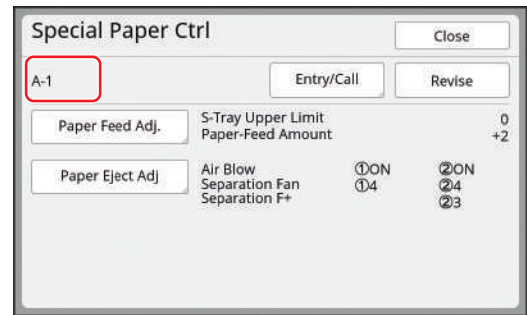 Special Paper Ctrl Close
A-1 Entry/Call Revise
Paper Feed Adj. S-Tray Upper Limit 0
Paper-Feed Amount +2
Paper Eject Adj Air Blow ①ON ②ON
Separation Fan ①4 ②4
Separation F+ ②3